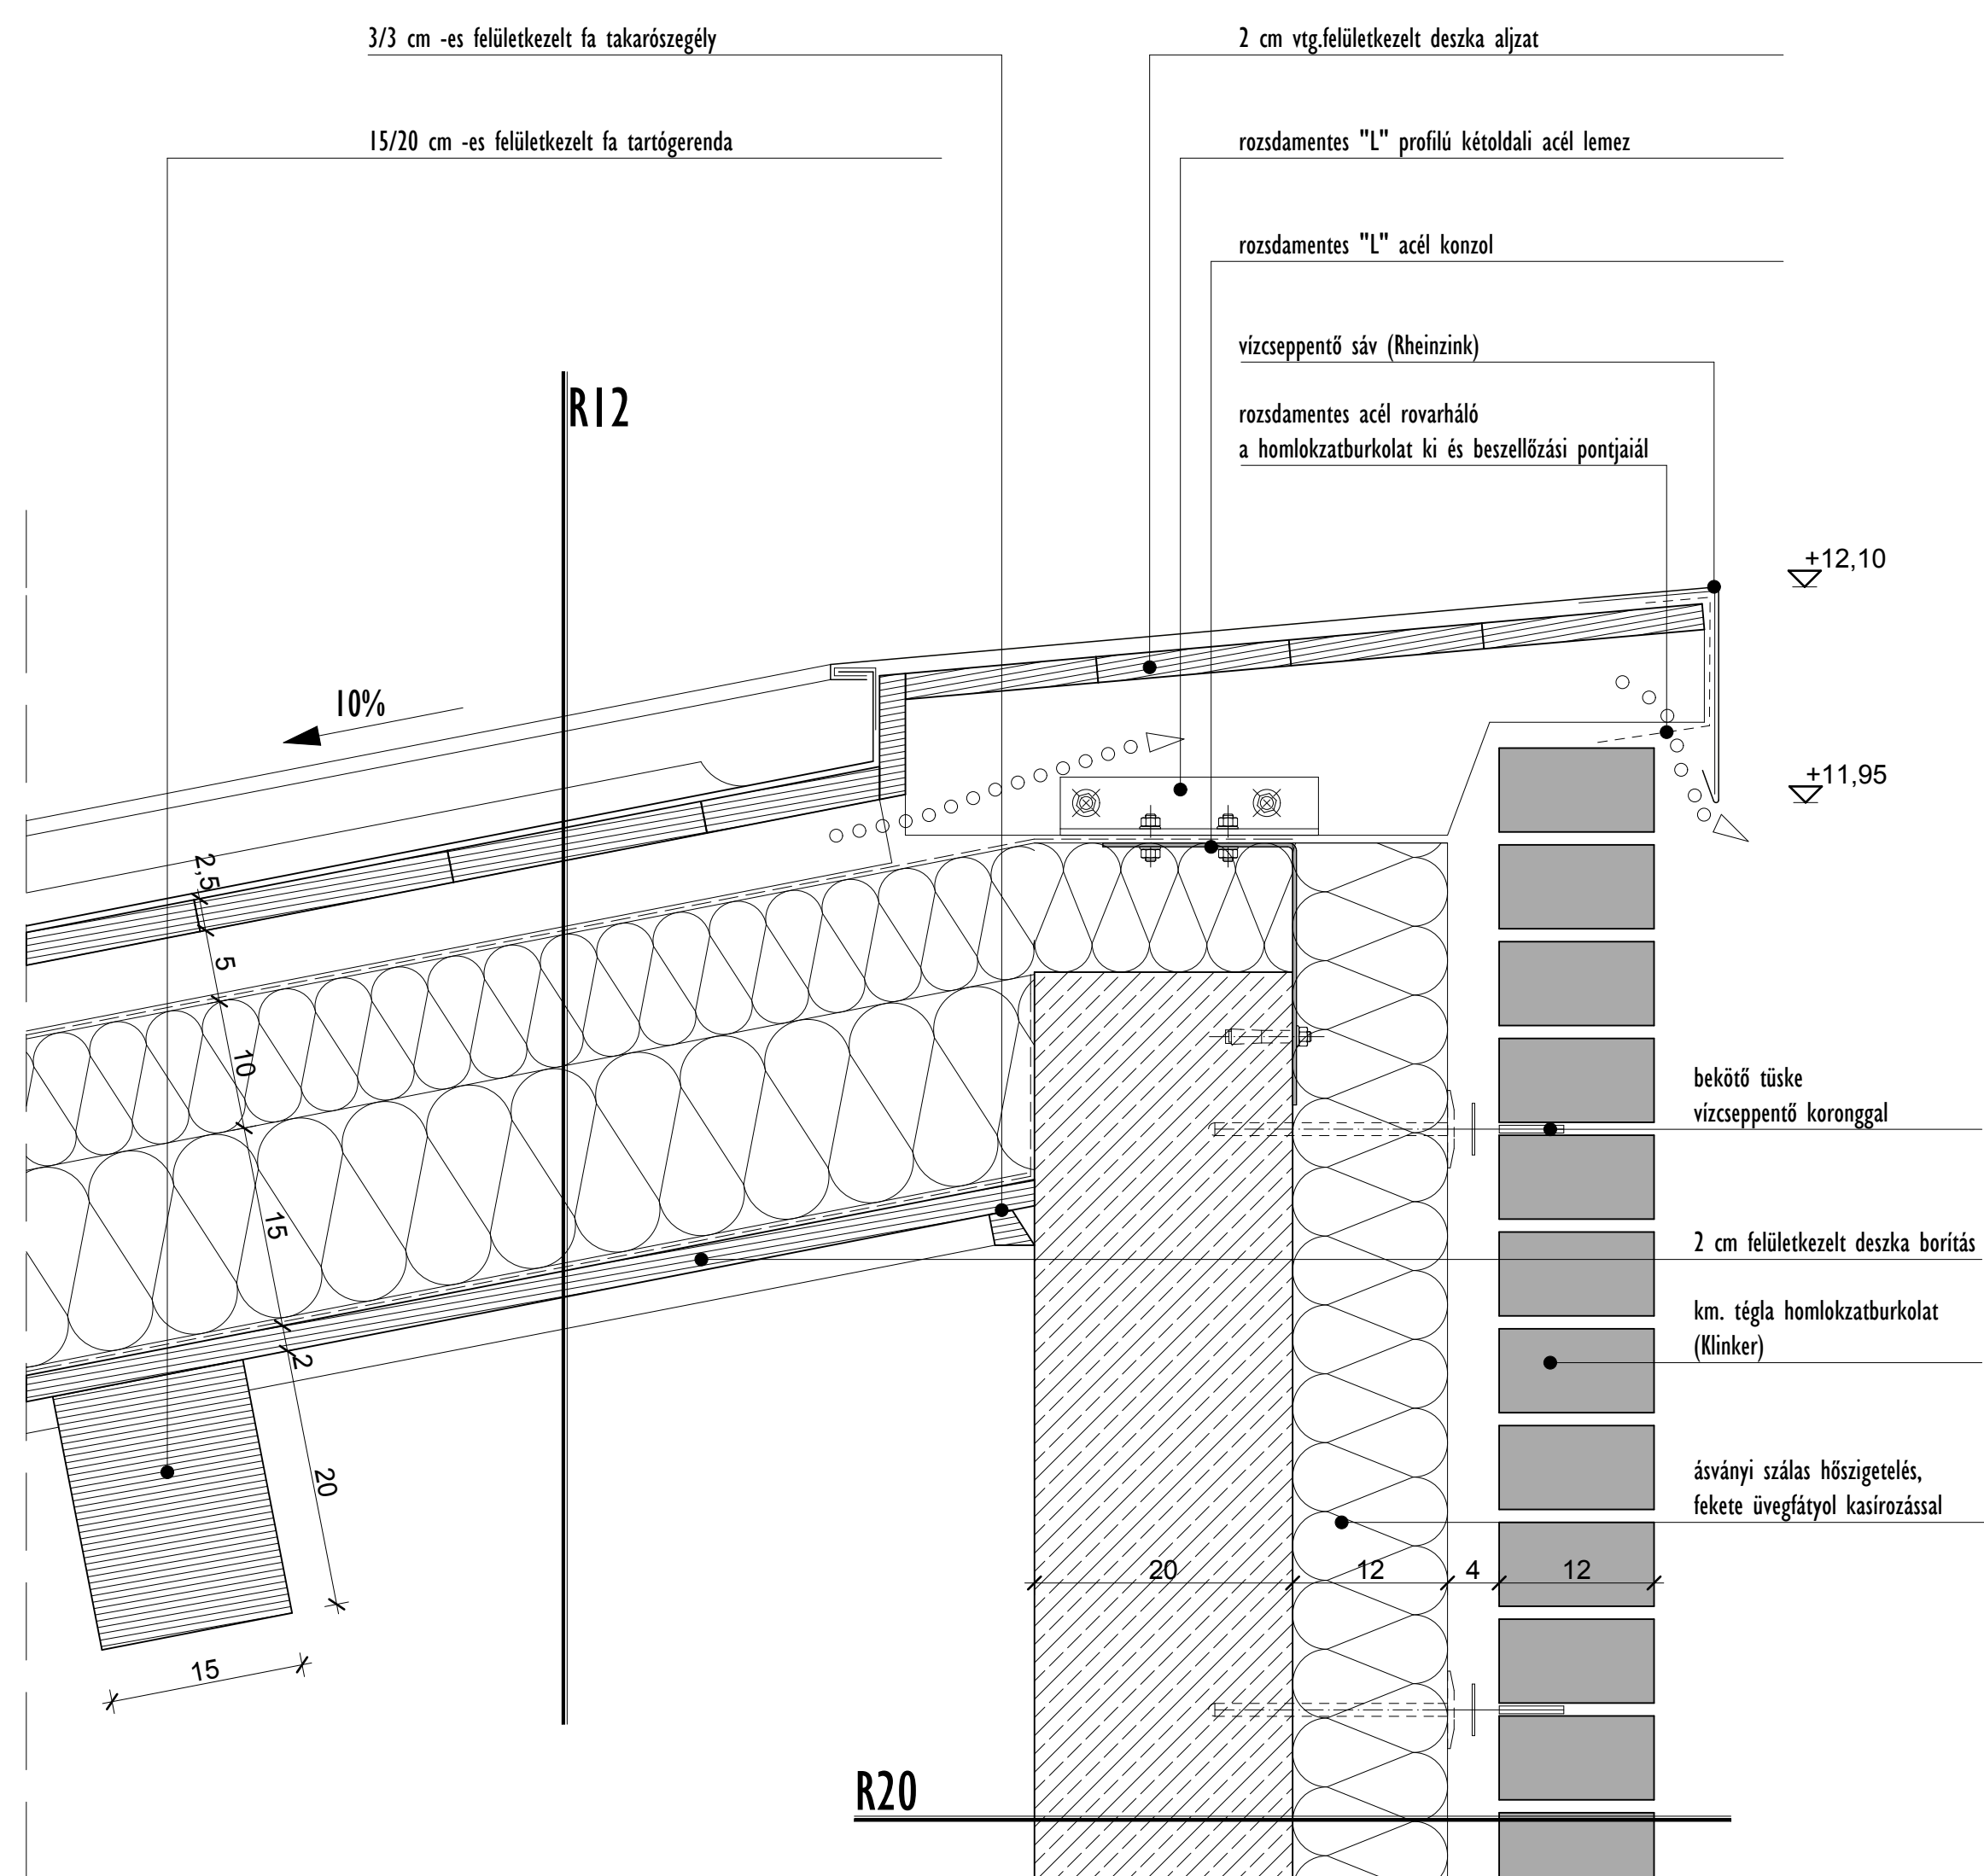 3/3 cm -es felületkezelt fa takarószegély
2 cm vtg.felületkezelt deszka aljzat
15/20 cm -es felületkezelt fa tartógerenda
rozsdamentes "L" profilú kétoldali acél lemez
rozsdamentes "L" acél konzol
vízcseppentő sáv (Rheinzink)
R12
rozsdamentes acél rovarháló
a homlokzatburkolat ki és beszellőzási pontjaiál
+12,10
10%
+11,95
2,5
5
10
15
2
20
15
bekötő tüske
vízcseppentő koronggal
2 cm felületkezelt deszka borítás
km. tégla homlokzatburkolat
(Klinker)
ásványi szálas hőszigetelés,
fekete üvegfátyol kasírozással
20
12
4
12
R20